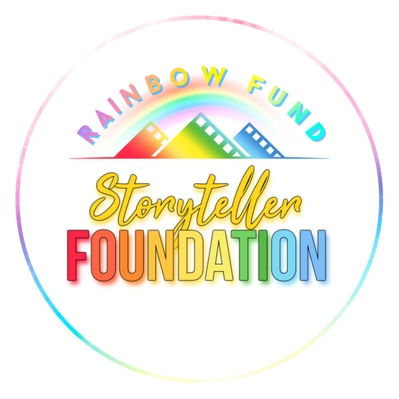 RAINBOW FUND
Storyteller
FOUNDATION